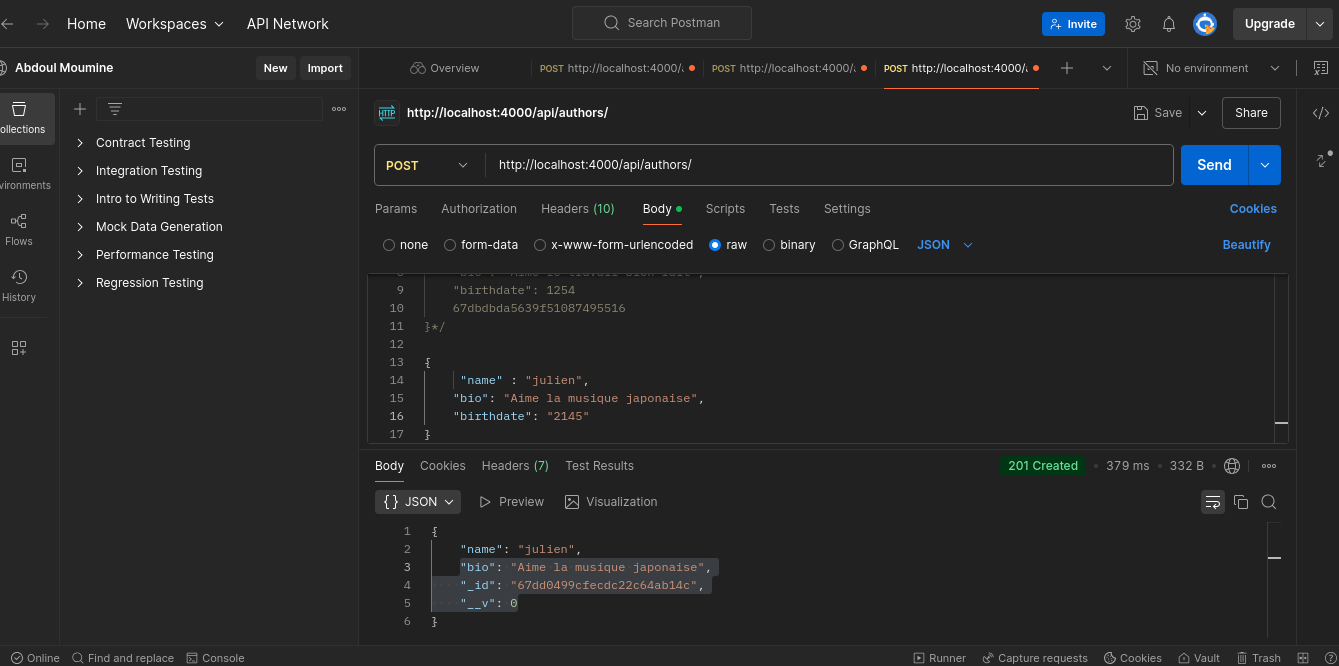 Home Workspaces API Network Search Postman Invite Upgrade
Abdoul Moumine New Import Overview POST http://localhost:4000/ POST http://localhost:4000/ POST http://localhost:4000/ No environment
http://localhost:4000/api/authors/ Save Share
ollections
Contract Testing
POST http://localhost:4000/api/authors/ Send
Integration Testing
vironments
Intro to Writing Tests
Params Authorization Headers (10) Body Scripts Tests Settings Cookies
Mock Data Generation
Flows
none form-data x-www-form-urlencoded raw binary GraphQL JSON Beautify
Performance Testing
Regression Testing
History
9 "birthdate": 1254
10 67dbdbda5639f51087495516
11 }*/
12
13 {
14 "name" : "julien",
15 "bio": "Aime la musique japonaise",
16 "birthdate": "2145"
17 }
Body Cookies Headers (7) Test Results 201 Created 379 ms 332 B
{} JSON Preview Visualization
1 {
2 "name": "julien",
3 "bio": "Aime la musique japonaise",
4 "_id": "67dd0499cfecdc22c64ab14c",
5 "__v": 0
6 }
Online Find and replace Console Runner Capture requests Cookies Vault Trash